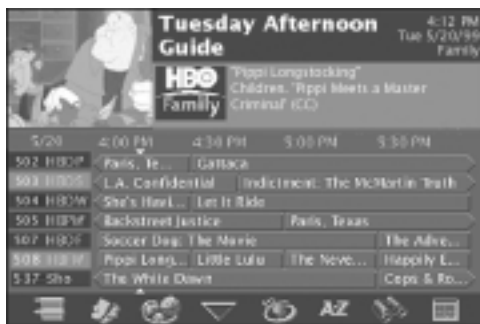 Tuesday Afternoon
Guide
4:12 PM
Tue 5/20/99
Family
HBO
Family
"Pippi Longstocking"
Children. "Pippi Meets a Master
Criminal" (CC)
5/20 4:00 PM 4:30 PM 5:00 PM 5:30 PM
502 HBOP Paris, Te... Gattaca
503 HBOS L.A. Confidential Indictment: The McMartin Truth
504 HBOW She's Havi... Let It Ride
505 Backstreet Justice Paris, Texas
507 Soccer Dog: The Movie The Adve...
508 Pippi Long... Little Lulu The Neve... Happily E...
537 Sho The White Dawn Cops & Ro...
A-Z